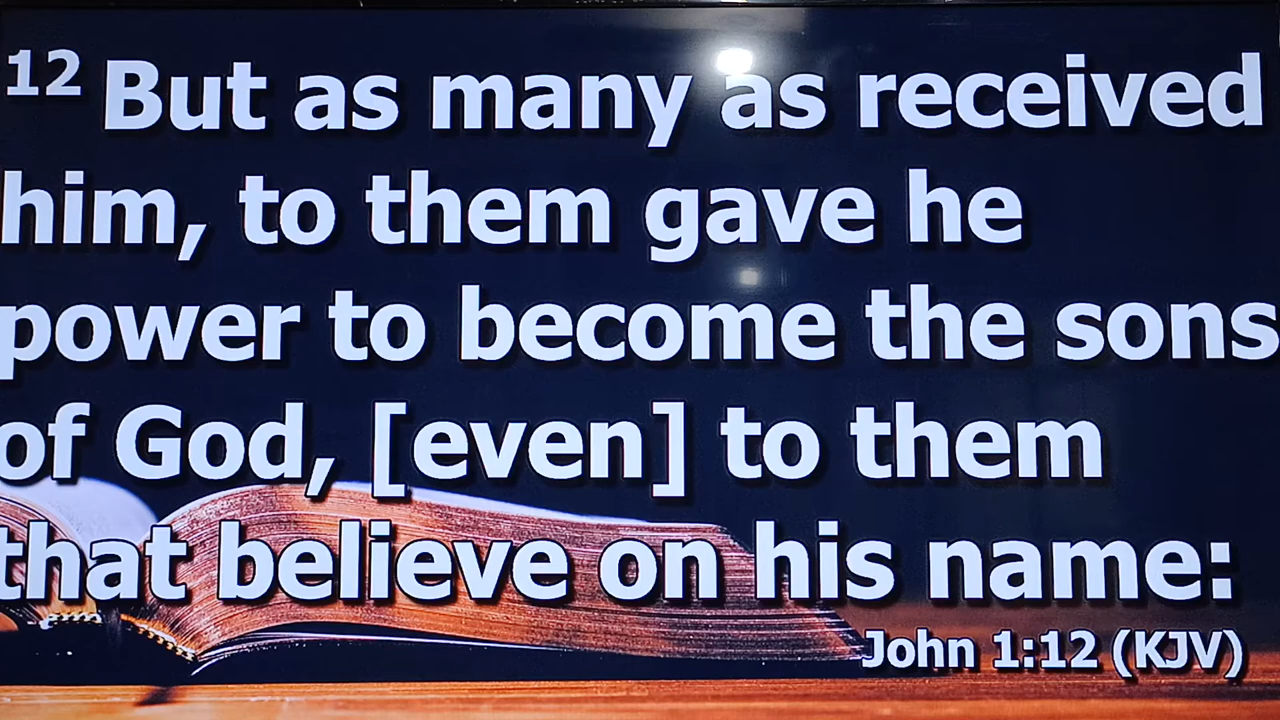 12 But as many as received
him, to them gave he
power to become the sons
of God, [even] to them
that believe on his name:
John 1:12 (KJV)